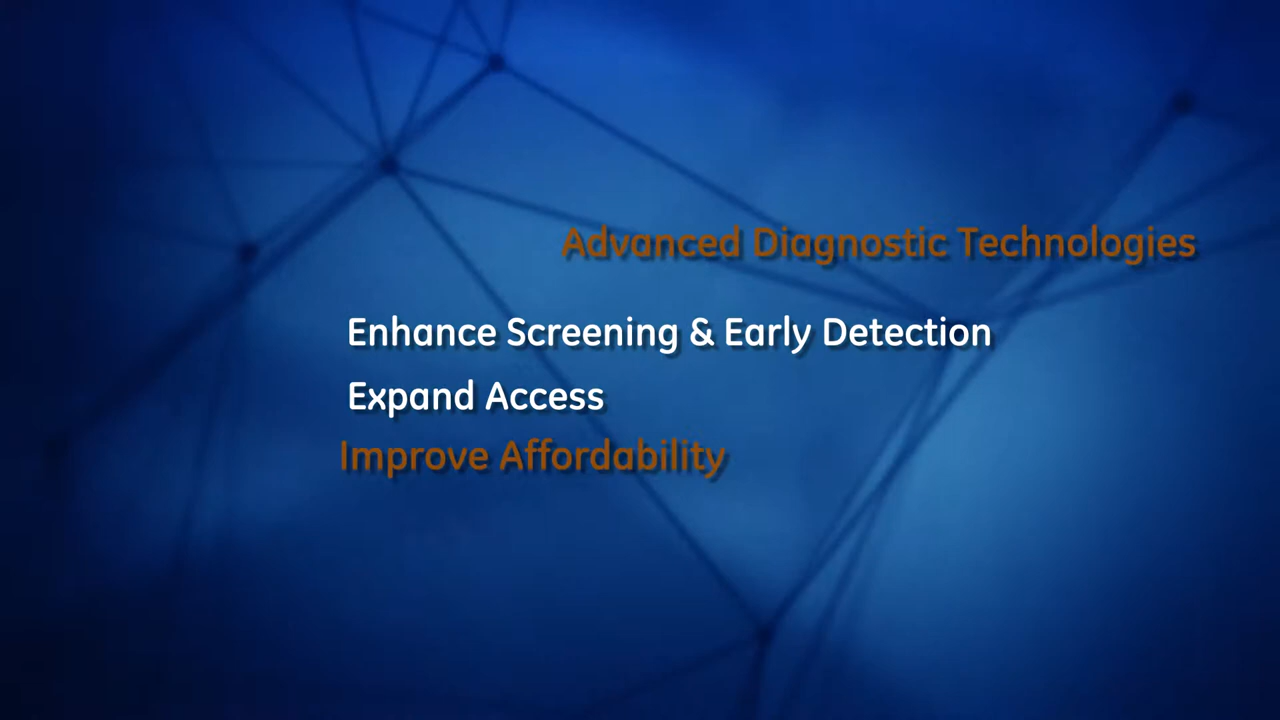 Advanced Diagnostic Technologies
Enhance Screening & Early Detection
Expand Access
Improve Affordability